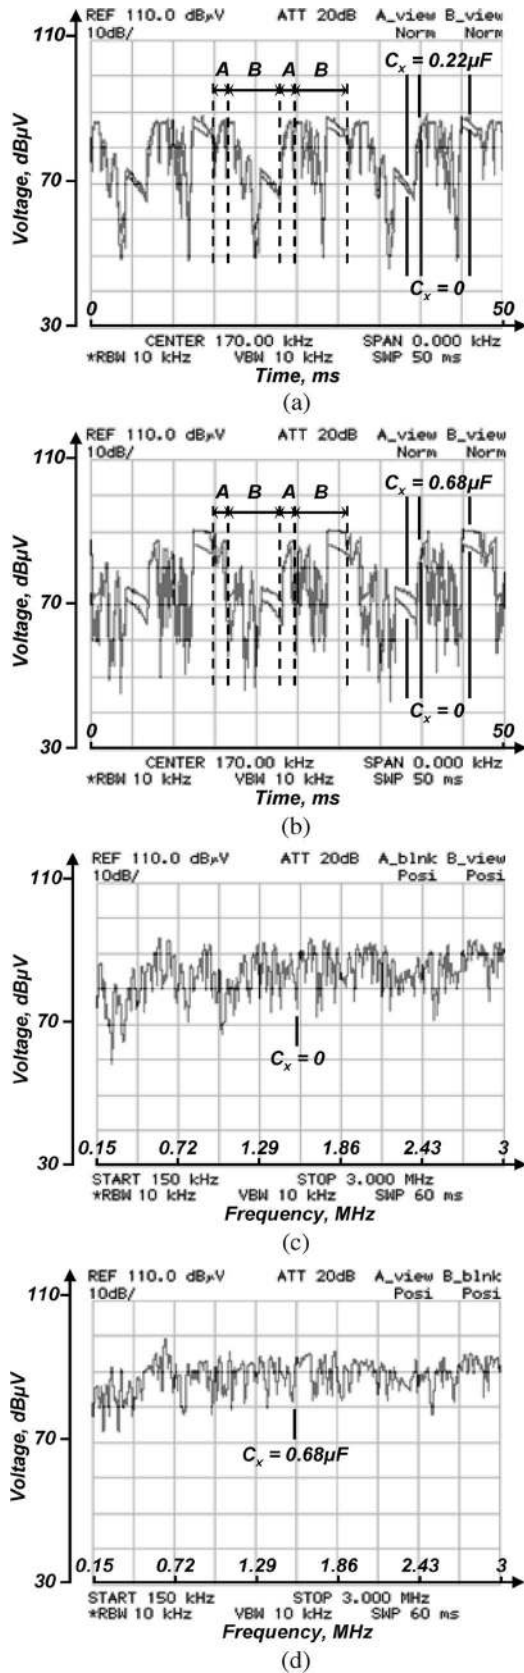 REF 110.0 dBµV ATT 20dB A_view B_view
10dB/ Norm Norm
110
Cx = 0.22µF
A B A B
Voltage, dBµV
70
Cx = 0
30
0 50
CENTER 170.00 kHz SPAN 0.000 kHz
*RBW 10 kHz VBW 10 kHz SWP 50 ms
Time, ms
(a)
REF 110.0 dBµV ATT 20dB A_view B_view
10dB/ Norm Norm
110
Cx = 0.68µF
A B A B
Voltage, dBµV
70
Cx = 0
30
0 50
CENTER 170.00 kHz SPAN 0.000 kHz
*RBW 10 kHz VBW 10 kHz SWP 50 ms
Time, ms
(b)
REF 110.0 dBµV ATT 20dB A_blnk B_view
10dB/ Posi Posi
110
Voltage, dBµV
70
Cx = 0
30
0.15 0.72 1.29 1.86 2.43 3
START 150 kHz STOP 3.000 MHz
*RBW 10 kHz VBW 10 kHz SWP 60 ms
Frequency, MHz
(c)
REF 110.0 dBµV ATT 20dB A_view B_blnk
10dB/ Posi Posi
110
Voltage, dBµV
70
Cx = 0.68µF
30
0.15 0.72 1.29 1.86 2.43 3
START 150 kHz STOP 3.000 MHz
*RBW 10 kHz VBW 10 kHz SWP 60 ms
Frequency, MHz
(d)